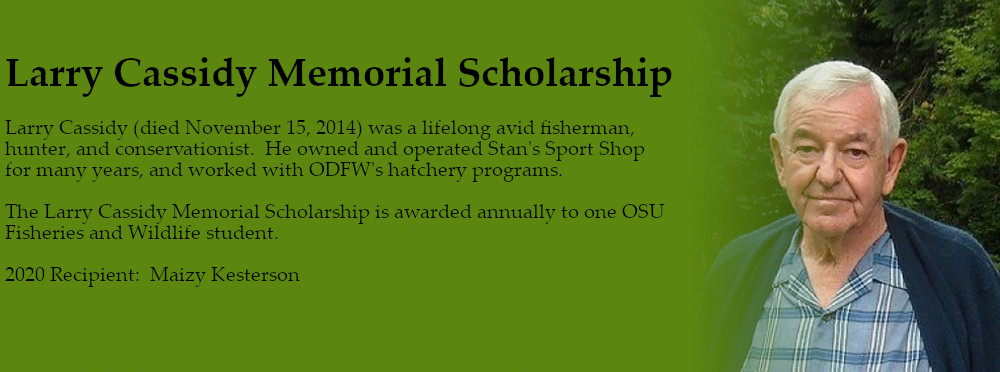 Larry Cassidy Memorial Scholarship
Larry Cassidy (died November 15, 2014) was a lifelong avid fisherman,
hunter, and conservationist.  He owned and operated Stan's Sport Shop
for many years, and worked with ODFW's hatchery programs.
The Larry Cassidy Memorial Scholarship is awarded annually to one OSU
Fisheries and Wildlife student.
2020 Recipient:  Maizy Kesterson